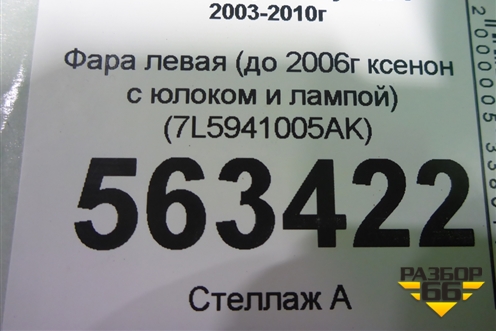 2003-2010г
Фара левая (до 2006г ксенон
с юлоком и лампой)
(7L5941005AK)
563422
Стеллаж А
РАЗБОР
66